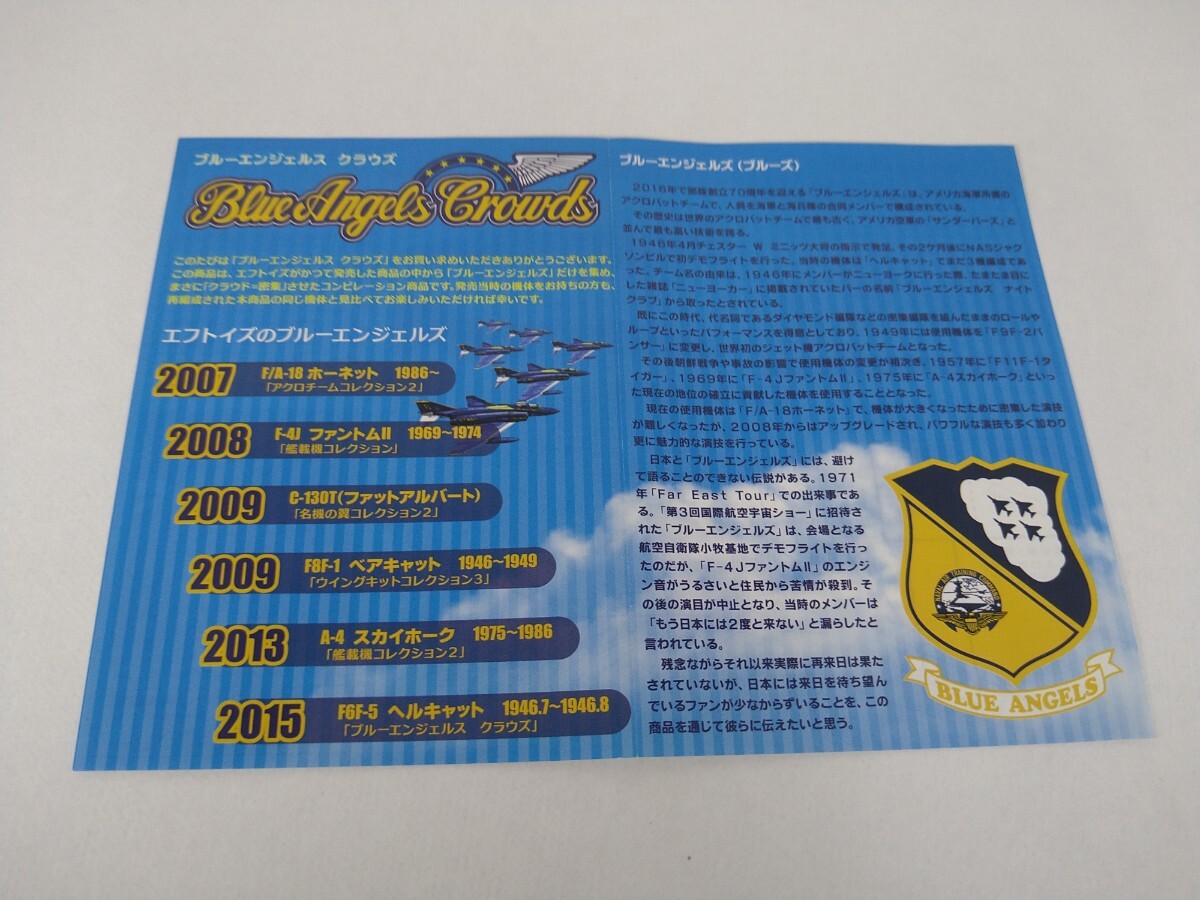 ブルーエンジェルス クラウズ
Blue Angels Crowds
このたびは「ブルーエンジェルス クラウズ」をお買い求めいただきありがとうございます。
この商品は、エフトイズがかつて発売した商品の中から「ブルーエンジェルズ」だけを集め、
まさに「クラウド=密集」させたコンピレーション商品です。発売当時の機体をお持ちの方も、
再編成された本商品の同じ機体と見比べてお楽しみいただければ幸いです。
エフトイズのブルーエンジェルズ
2007 F/A-18 ホーネット 1986~
「アクロチームコレクション2」
2008 F-4J ファントムII 1969~1974
「艦載機コレクション」
2009 C-130T(ファットアルバート)
「名機の翼コレクション2」
2009 F8F-1 ベアキャット 1946~1949
「ウイングキットコレクション3」
2013 A-4 スカイホーク 1975~1986
「艦載機コレクション2」
2015 F6F-5 ヘルキャット 1946.7~1946.8
「ブルーエンジェルス クラウズ」
ブルーエンジェルズ(ブルーズ)
2016年で部隊創立70周年を迎える「ブルーエンジェルズ」は、アメリカ海軍所属の
アクロバットチームで、人員を海軍と海兵隊の合同メンバーで構成されている。
その歴史は世界のアクロバットチームで最も古く、アメリカ空軍の「サンダーバーズ」と
並んで最も高い技術を誇る。
1946年4月チェスター W ミニッツ大将の指示で発足。その2ケ月後にNASジャク
ソンビルで初デモフライトを行った。当時の機体は「ヘルキャット」でまだ3機編成であ
った。チーム名の由来は、1946年にメンバーがニューヨークに行った際、たまたま目に
した雑誌「ニューヨーカー」に掲載されていたバーの名前「ブルーエンジェルズ ナイト
クラブ」から取ったとされている。
既にこの時代、代名詞であるダイヤモンド編隊などの密集編隊を組んだままのロールや
ループといったパフォーマンスを得意としており、1949年には使用機体を「F9F-2パ
ンサー」に変更し、世界初のジェット機アクロバットチームとなった。
その後朝鮮戦争や事故の影響で使用機体の変更が相次ぎ、1957年に「F11F-1タ
イガー」、1969年に「F-4JファントムII」、1975年に「A-4スカイホーク」といっ
た現在の地位の確立に貢献した機体を使用することとなった。
現在の使用機体は「F/A-18ホーネット」で、機体が大きくなったために密集した演技
が難しくなったが、2008年からはアップグレードされ、パワフルな演技も多く加わり
更に魅力的な演技を行っている。
日本と「ブルーエンジェルズ」には、避け
て語ることのできない伝説がある。1971
年「Far East Tour」での出来事であ
る。「第3回国際航空宇宙ショー」に招待さ
れた「ブルーエンジェルズ」は、会場となる
航空自衛隊小牧基地でデモフライトを行っ
たのだが、「F-4JファントムII」のエンジ
ン音がうるさいと住民から苦情が殺到。そ
の後の演目が中止となり、当時のメンバーは
「もう日本には2度と来ない」と漏らしたと
言われている。
残念ながらそれ以来実際に再来日は果た
されていないが、日本には来日を待ち望ん
でいるファンが少なからずいることを、この
商品を通じて彼らに伝えたいと思う。
NAVAL AIR TRAINING COMMAND
BLUE ANGELS